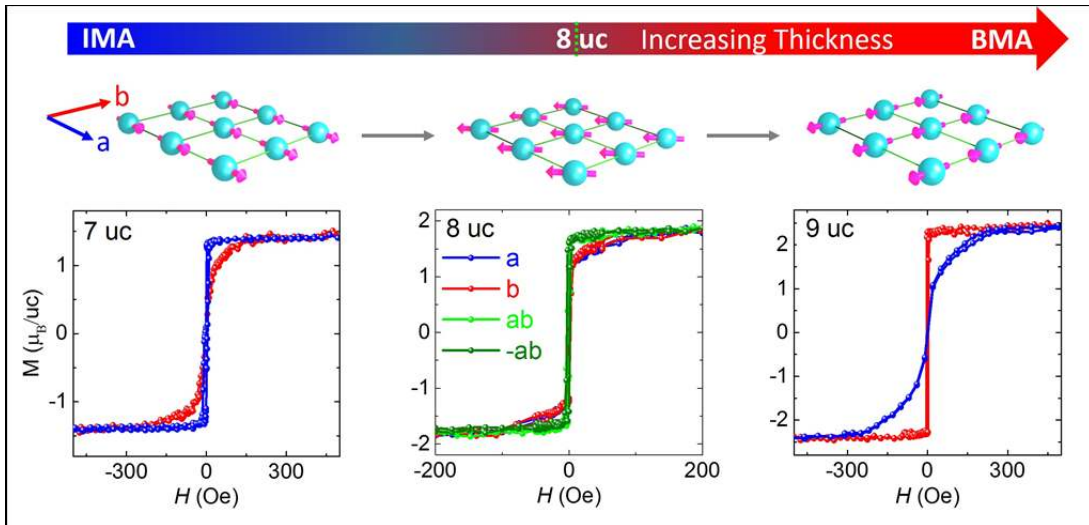 IMA 8 uc Increasing Thickness BMA
b
a
7 uc
M (μB/uc)
1
0
-1
-300 0 300
H (Oe)
8 uc
a
b
ab
-ab
2
1
0
-1
-2
-200 0 200
H (Oe)
9 uc
2
1
0
-1
-2
-300 0 300
H (Oe)